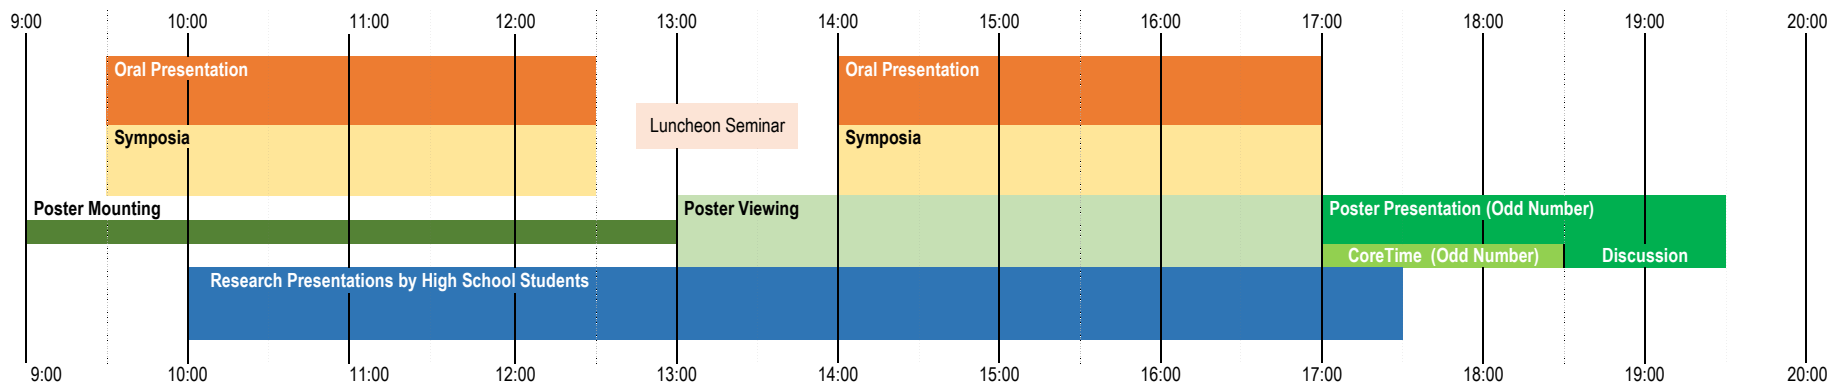 9:00 10:00 11:00 12:00 13:00 14:00 15:00 16:00 17:00 18:00 19:00 20:00
Oral Presentation Oral Presentation
Luncheon Seminar
Symposia Symposia
Poster Mounting Poster Viewing Poster Presentation (Odd Number)
CoreTime (Odd Number) Discussion
Research Presentations by High School Students
9:00 10:00 11:00 12:00 13:00 14:00 15:00 16:00 17:00 18:00 19:00 20:00